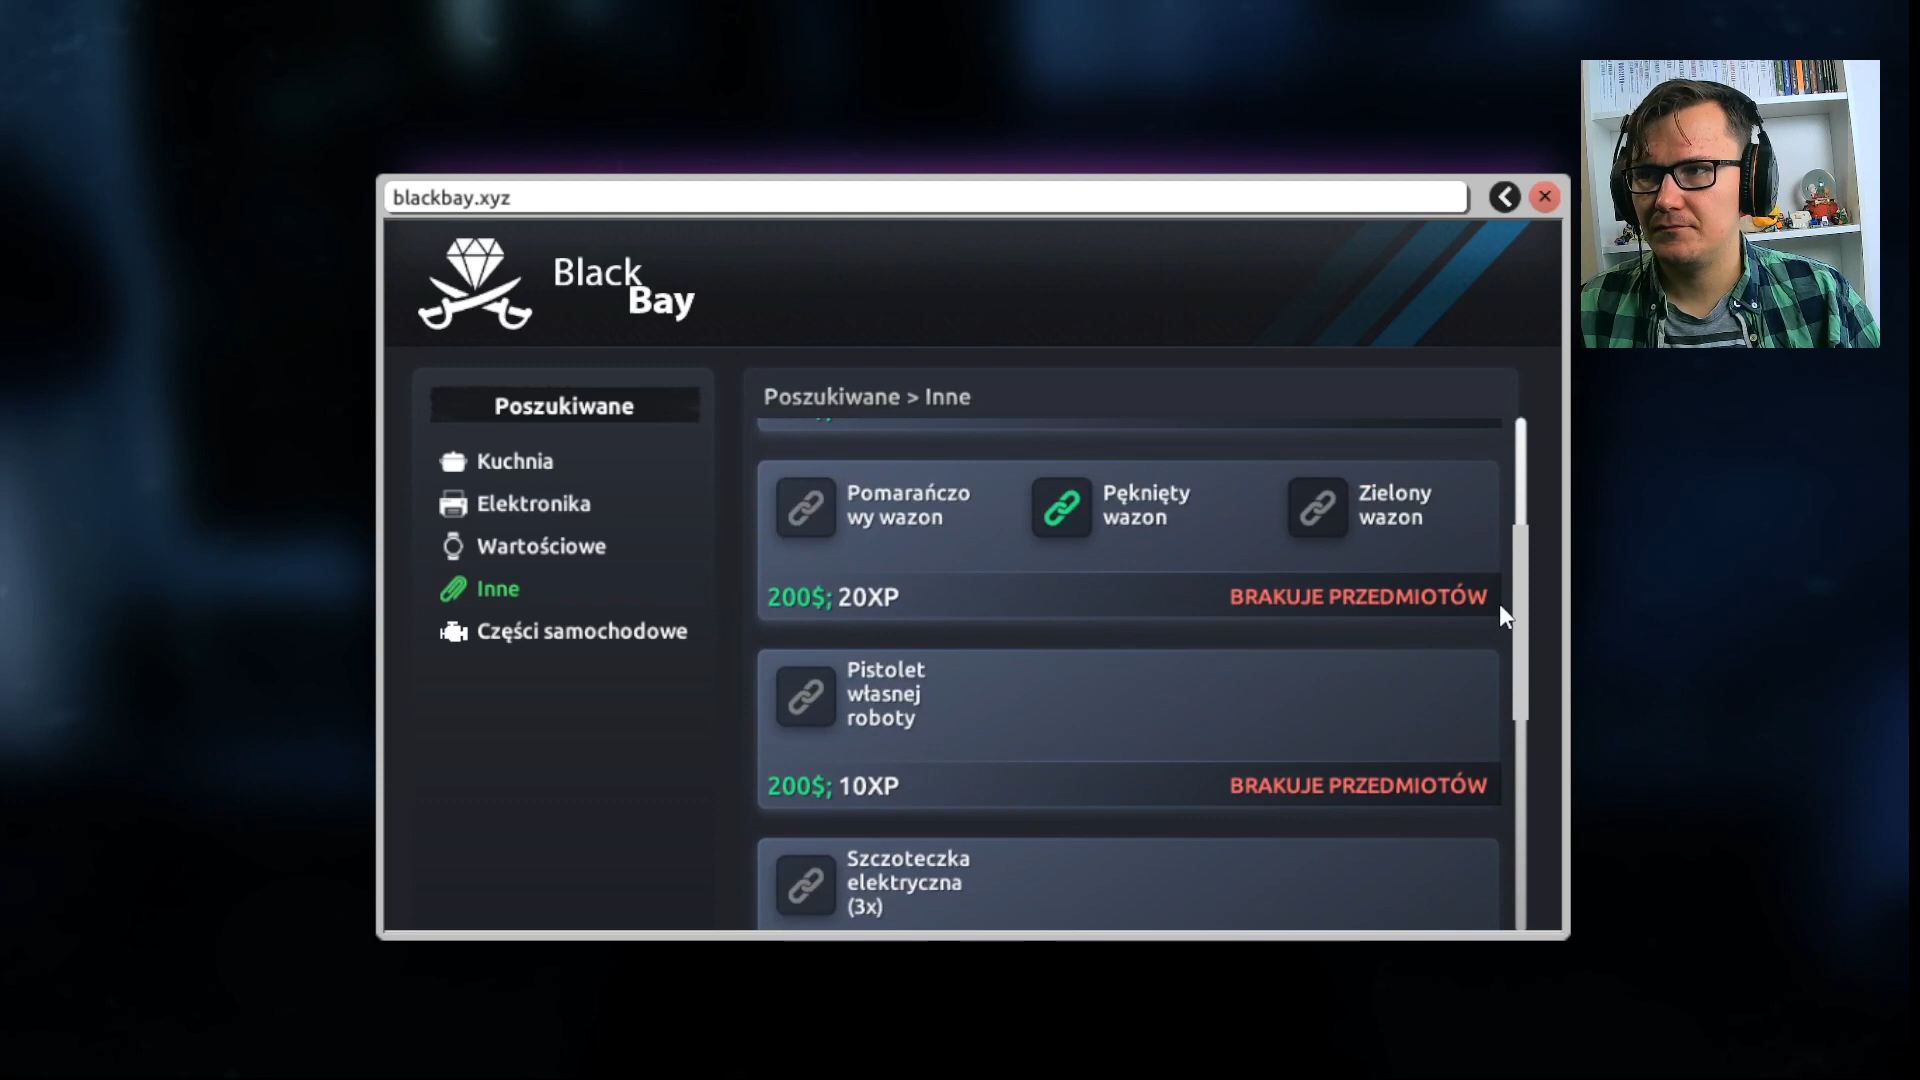 blackbay.xyz
Black
Bay
Poszukiwane
Kuchnia
Elektronika
Wartościowe
Inne
Części samochodowe
Poszukiwane > Inne
Pomarańczo
wy wazon
Pęknięty
wazon
Zielony
wazon
200$; 20XP
BRAKUJE PRZEDMIOTÓW
Pistolet
własnej
roboty
200$; 10XP
BRAKUJE PRZEDMIOTÓW
Szczoteczka
elektryczna
(3x)